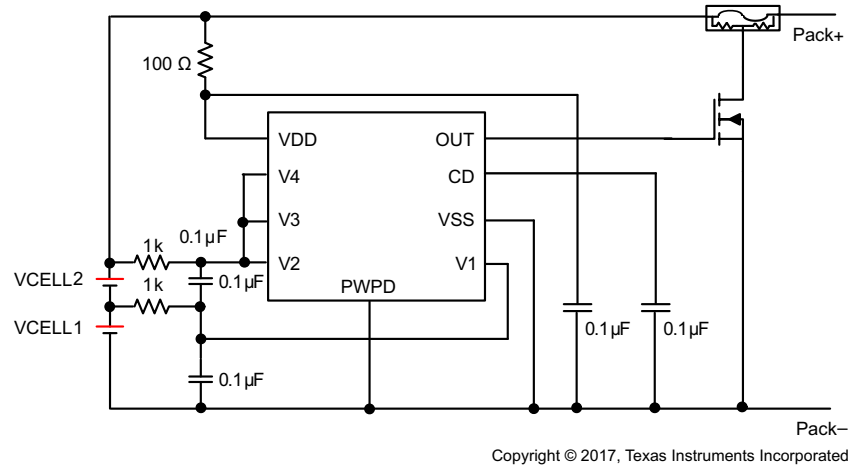 Pack+
100 Ω
VDD
OUT
V4
CD
V3
VSS
0.1µF
1k
V2
V1
VCELL2
0.1µF
1k
PWPD
VCELL1
0.1µF
0.1µF
0.1µF
Pack–
Copyright © 2017, Texas Instruments Incorporated